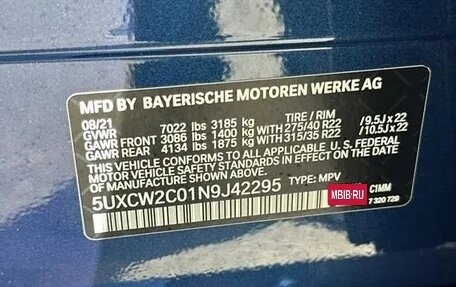 MFD BY BAYERISCHE MOTOREN WERKE AG
08/21 7022 lbs 3185 kg TIRE / RIM
GVWR
GAWR FRONT 3086 lbs 1400 kg WITH 275/40 R22 /9.5J x 22
GAWR REAR 4134 lbs 1875 kg WITH 315/35 R22 /10.5J x 22
THIS VEHICLE CONFORMS TO ALL APPLICABLE U.S.
FEDERAL MOTOR VEHICLE SAFETY STANDARDS IN
EFFECT ON THE DATE OF MANUFACTURE SHOWN ABOVE.
5UXCW2C01N9J42295 TYPE: MPV C1MM
MBIB.RU
7 320 729